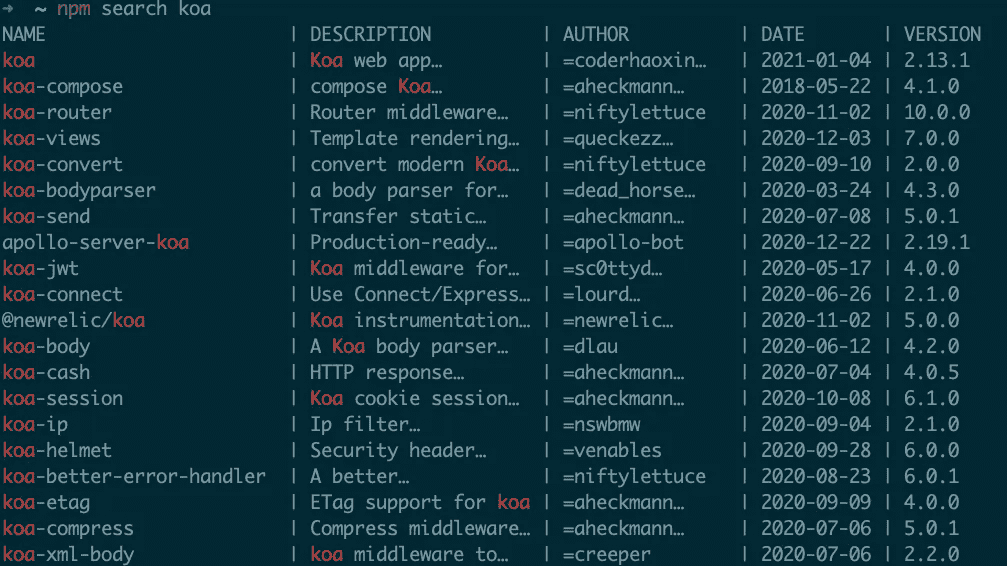 →  ~ npm search koa
NAME                      | DESCRIPTION          | AUTHOR          | DATE       | VERSION
koa                       | Koa web app…         | =coderhaoxin…   | 2021-01-04 | 2.13.1
koa-compose               | compose Koa…         | =aheckmann…     | 2018-05-22 | 4.1.0
koa-router                | Router middleware…   | =niftylettuce   | 2020-11-02 | 10.0.0
koa-views                 | Template rendering…  | =queckezz…      | 2020-12-03 | 7.0.0
koa-convert               | convert modern Koa…  | =niftylettuce   | 2020-09-10 | 2.0.0
koa-bodyparser            | a body parser for…   | =dead_horse…    | 2020-03-24 | 4.3.0
koa-send                  | Transfer static…     | =aheckmann…     | 2020-07-08 | 5.0.1
apollo-server-koa         | Production-ready…    | =apollo-bot     | 2020-12-22 | 2.19.1
koa-jwt                   | Koa middleware for…  | =sc0ttyd…       | 2020-05-17 | 4.0.0
koa-connect               | Use Connect/Express… | =lourd…         | 2020-06-26 | 2.1.0
@newrelic/koa             | Koa instrumentation… | =newrelic…      | 2020-11-02 | 5.0.0
koa-body                  | A Koa body parser…   | =dlau           | 2020-06-12 | 4.2.0
koa-cash                  | HTTP response…       | =aheckmann…     | 2020-07-04 | 4.0.5
koa-session               | Koa cookie session…  | =aheckmann…     | 2020-10-08 | 6.1.0
koa-ip                    | Ip filter…           | =nswbmw         | 2020-09-04 | 2.1.0
koa-helmet                | Security header…     | =venables       | 2020-09-28 | 6.0.0
koa-better-error-handler  | A better…            | =niftylettuce   | 2020-08-23 | 6.0.1
koa-etag                  | ETag support for koa | =aheckmann…     | 2020-09-09 | 4.0.0
koa-compress              | Compress middleware… | =aheckmann…     | 2020-07-06 | 5.0.1
koa-xml-body              | koa middleware to…   | =creeper        | 2020-07-06 | 2.2.0